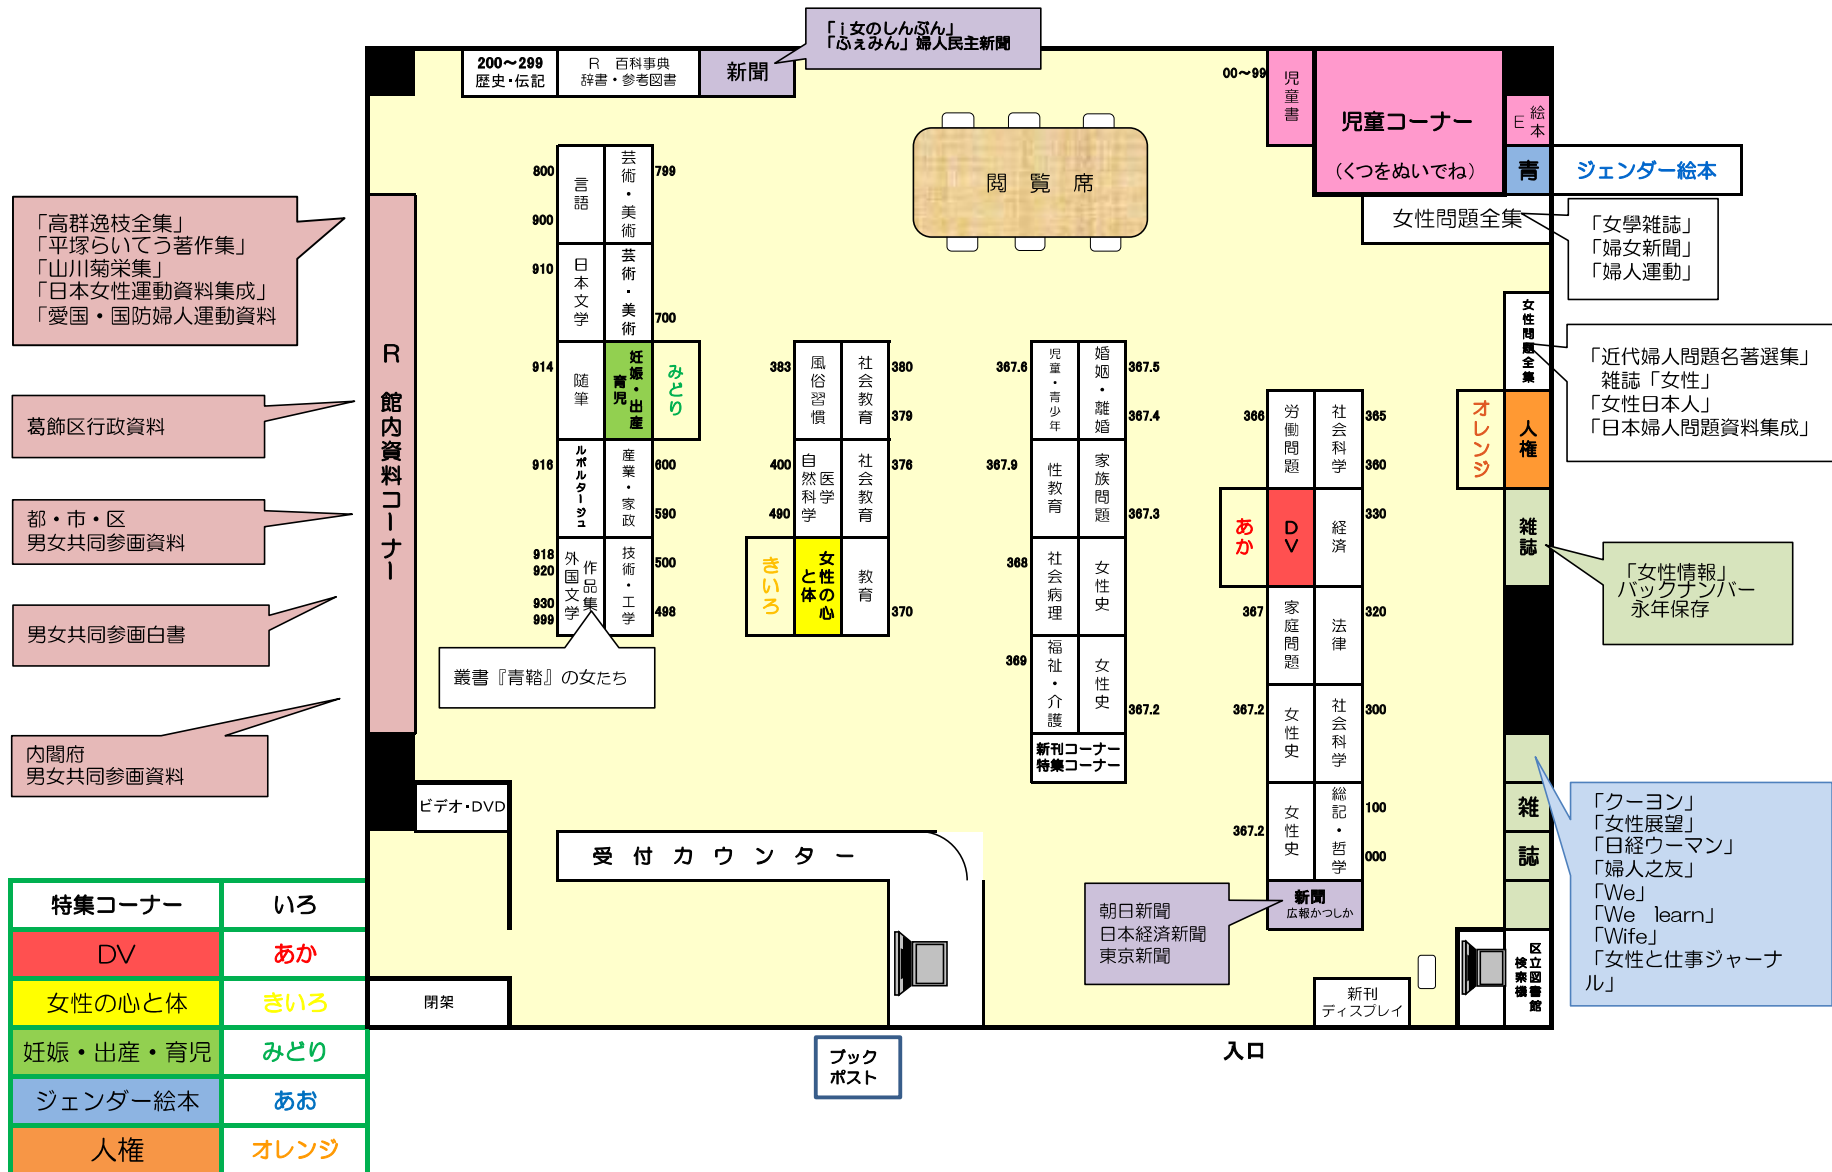 「ｉ女のしんぶん」
「ふぇみん」婦人民主新聞
200～299
歴史・伝記
Ｒ　百科事典
辞書・参考図書
新聞
00～99
児童書
児童コーナー
（くつをぬいでね）
Ｅ 絵本
青
ジェンダー絵本
閲　覧　席
女性問題全集
「女學雑誌」
「婦女新聞」
「婦人運動」
「高群逸枝全集」
「平塚らいてう著作集」
「山川菊栄集」
「日本女性運動資料集成」
「愛国・国防婦人運動資料
葛飾区行政資料
都・市・区
男女共同参画資料
男女共同参画白書
内閣府
男女共同参画資料
Ｒ　館内資料コーナー
800
言語
芸術・美術
799
900
910
日本文学
芸術・美術
700
914
随筆
妊娠・出産
育児
みどり
916
ルポルタージュ
産業・家政
600
590
918
920
930
999
外国文学
作品集
技術・工学
500
498
叢書『青鞜』の女たち
383
風俗習慣
社会教育
380
379
400
490
自然科学
医学
社会教育
376
きいろ
女性の心
と体
教育
370
367.6
児童・青少年
婚姻・離婚
367.5
367.4
367.9
性教育
家族問題
367.3
368
社会病理
女性史
369
福祉・介護
女性史
367.2
新刊コーナー
特集コーナー
366
労働問題
社会科学
365
360
あか
ＤＶ
経済
330
367
家庭問題
法律
320
367.2
女性史
社会科学
300
367.2
女性史
総記・哲学
100
000
新聞
広報かつしか
朝日新聞
日本経済新聞
東京新聞
女性問題全集
「近代婦人問題名著選集」
雑誌「女性」
「女性日本人」
「日本婦人問題資料集成」
オレンジ
人権
雑誌
「女性情報」
バックナンバー
永年保存
雑
誌
「クーヨン」
「女性展望」
「日経ウーマン」
「婦人之友」
「We」
「We　learn」
「Wife」
「女性と仕事ジャーナ
ル」
区立図書館
検索機
新刊
ディスプレイ
入口
ビデオ・DVD
受　付　カ　ウ　ン　タ　ー
閉架
ブック
ポスト
特集コーナー
いろ
DV
あか
女性の心と体
きいろ
妊娠・出産・育児
みどり
ジェンダー絵本
あお
人権
オレンジ